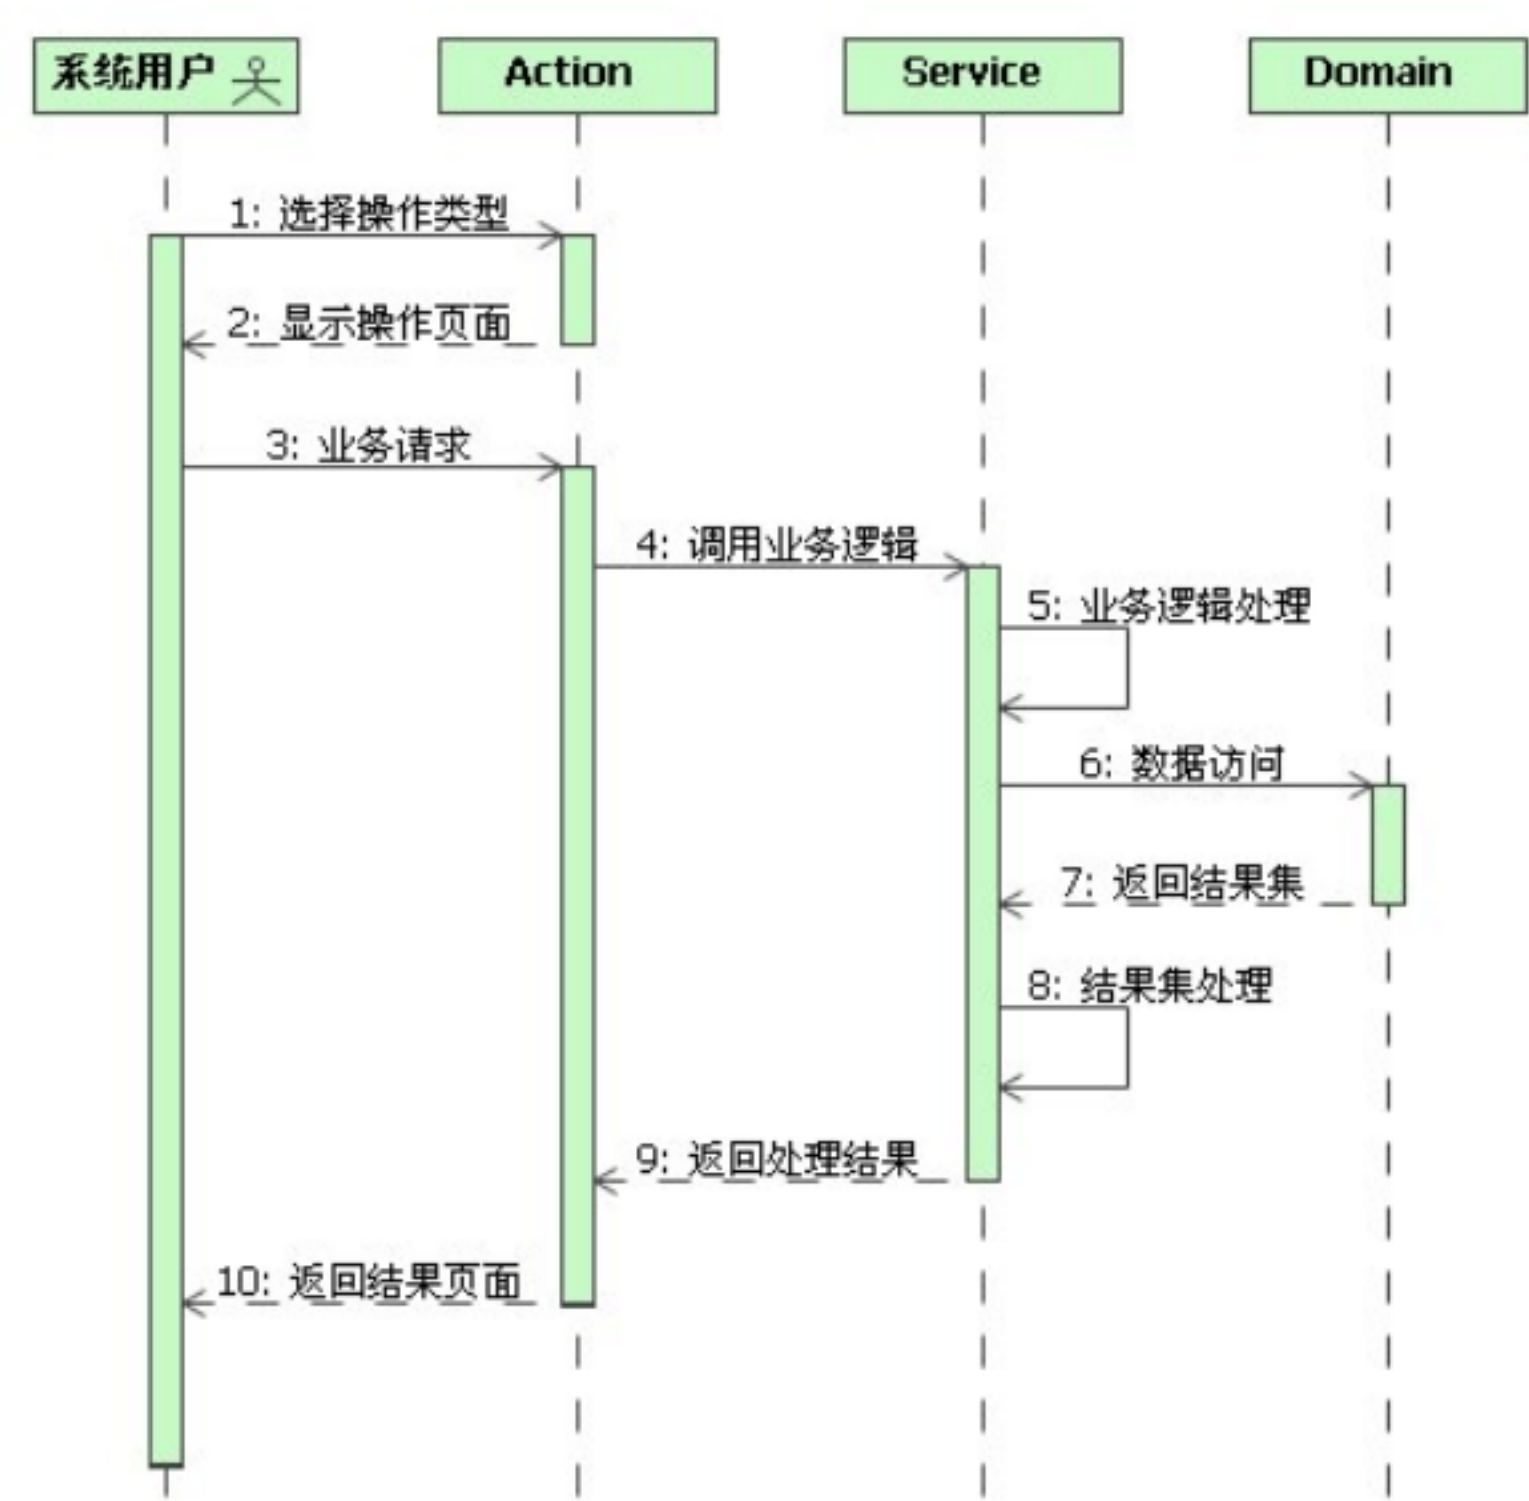 系统用户
Action
Service
Domain
1: 选择操作类型
2: 显示操作页面
3: 业务请求
4: 调用业务逻辑
5: 业务逻辑处理
6: 数据访问
7: 返回结果集
8: 结果集处理
9: 返回处理结果
10: 返回结果页面